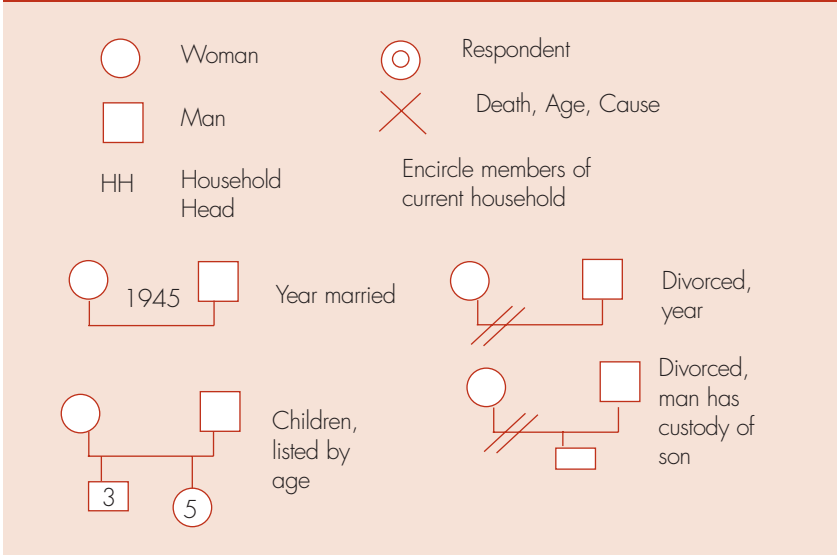 Woman
Respondent
Man
Death, Age, Cause
HH
Household
Head
Encircle members of
current household
1945
Year married
Divorced,
year
Children,
listed by
age
3
5
Divorced,
man has
custody of
son